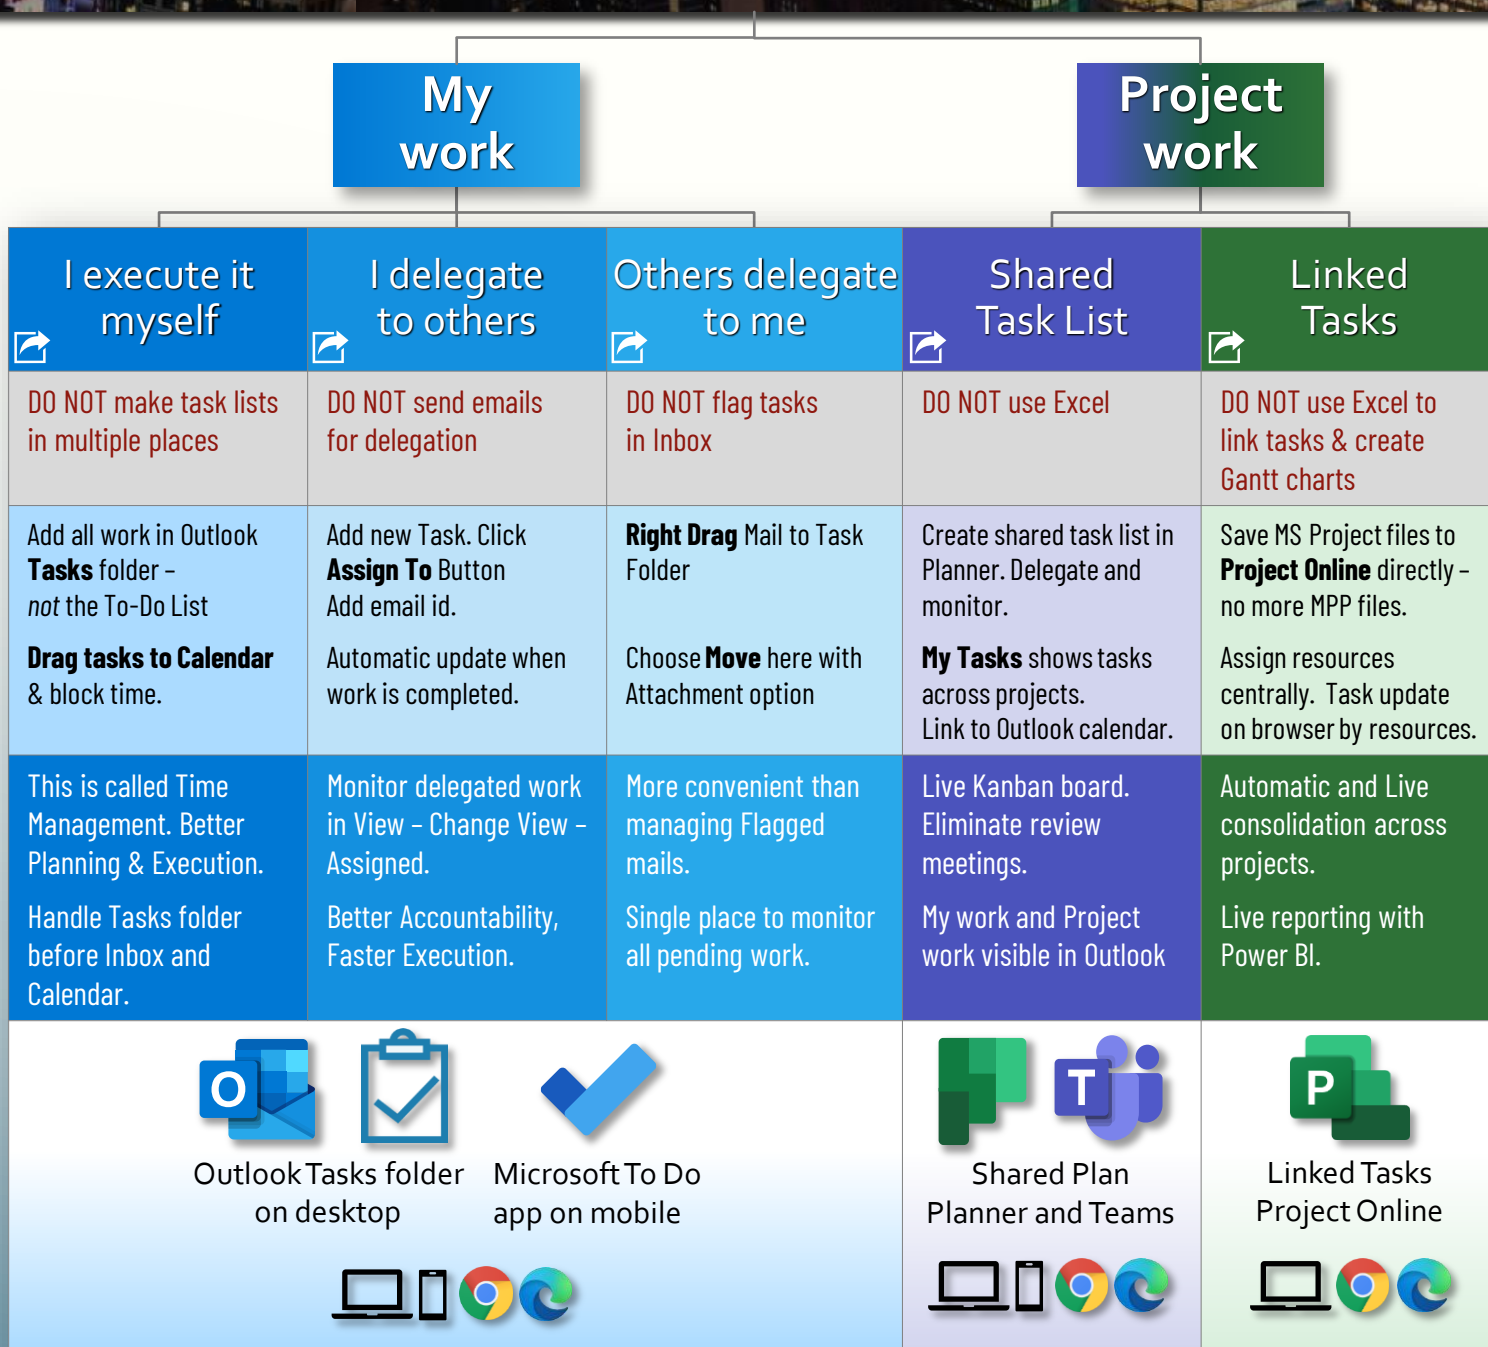 My
work
Project
work
I execute it
myself
I delegate
to others
Others delegate
to me
Shared
Task List
Linked
Tasks
DO NOT make task lists
in multiple places
DO NOT send emails
for delegation
DO NOT flag tasks
in Inbox
DO NOT use Excel
DO NOT use Excel to
link tasks & create
Gantt charts
Add all work in Outlook
Tasks folder –
not the To-Do List
Drag tasks to Calendar
& block time.
Add new Task. Click
Assign To Button
Add email id.
Automatic update when
work is completed.
Right Drag Mail to Task
Folder
Choose Move here with
Attachment option
Create shared task list in
Planner. Delegate and
monitor.
My Tasks shows tasks
across projects.
Link to Outlook calendar.
Save MS Project files to
Project Online directly –
no more MPP files.
Assign resources
centrally. Task update
on browser by resources.
This is called Time
Management. Better
Planning & Execution.
Handle Tasks folder
before Inbox and
Calendar.
Monitor delegated work
in View – Change View –
Assigned.
Better Accountability,
Faster Execution.
More convenient than
managing Flagged
mails.
Single place to monitor
all pending work.
Live Kanban board.
Eliminate review
meetings.
My work and Project
work visible in Outlook
Automatic and Live
consolidation across
projects.
Live reporting with
Power BI.
O
T
P
Outlook Tasks folder
on desktop
Microsoft To Do
app on mobile
Shared Plan
Planner and Teams
Linked Tasks
Project Online